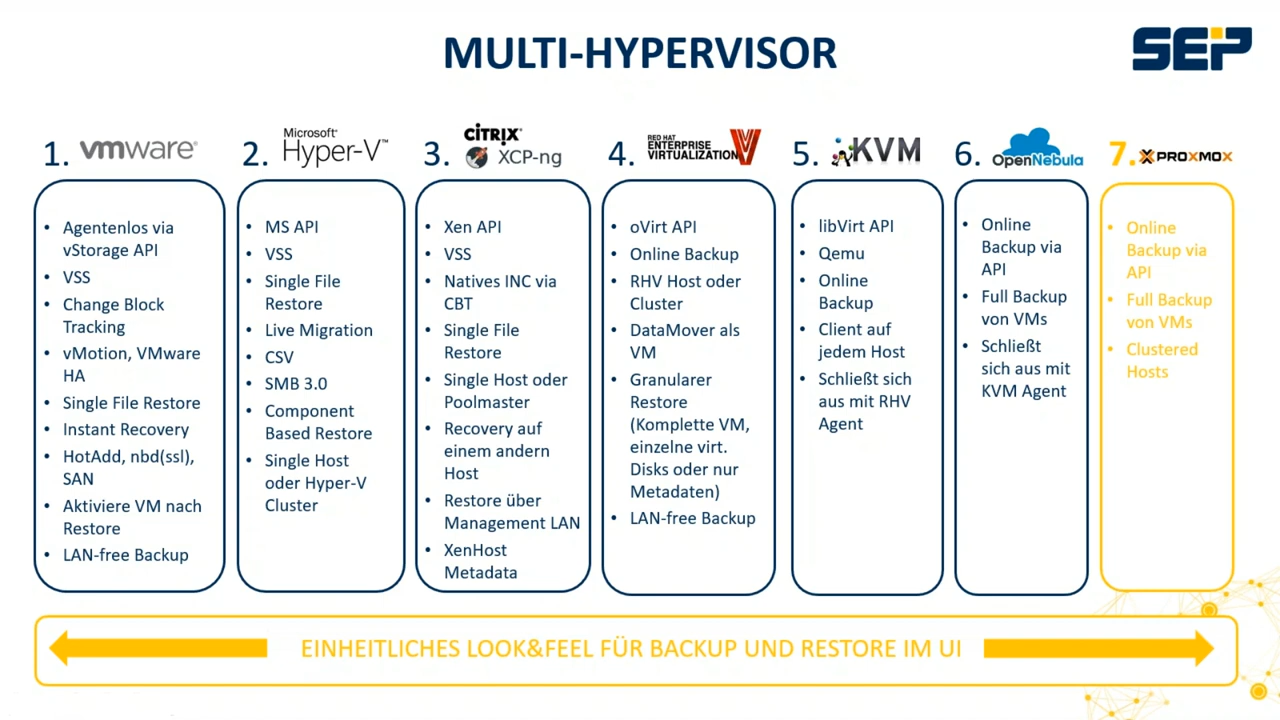 MULTI-HYPERVISOR
SEP
1. vmware®
Agentenlos via
vStorage API
VSS
Change Block
Tracking
vMotion, VMware
HA
Single File Restore
Instant Recovery
HotAdd, nbd(ssl),
SAN
Aktiviere VM nach
Restore
LAN-free Backup
2. Microsoft®
Hyper-V™
MS API
VSS
Single File
Restore
Live Migration
CSV
SMB 3.0
Component
Based Restore
Single Host
oder Hyper-V
Cluster
3. CİTRIX®
XCP-ng
Xen API
VSS
Natives INC via
CBT
Single File
Restore
Single Host oder
Poolmaster
Recovery auf
einem andern
Host
Restore über
Management LAN
XenHost
Metadata
4. RED HAT
ENTERPRISE
VIRTUALIZATION
oVirt API
Online Backup
RHV Host oder
Cluster
DataMover als
VM
Granularer
Restore
(Komplette VM,
einzelne virt.
Disks oder nur
Metadaten)
LAN-free Backup
5. KVM
libVirt API
Qemu
Online
Backup
Client auf
jedem Host
Schließt sich
aus mit RHV
Agent
6. OpenNebula
Online
Backup via
API
Full Backup
von VMs
Schließt
sich aus mit
KVM Agent
7. PROXMOX
Online
Backup via
API
Full Backup
von VMs
Clustered
Hosts
EINHEITLICHES LOOK&FEEL FÜR BACKUP UND RESTORE IM UI